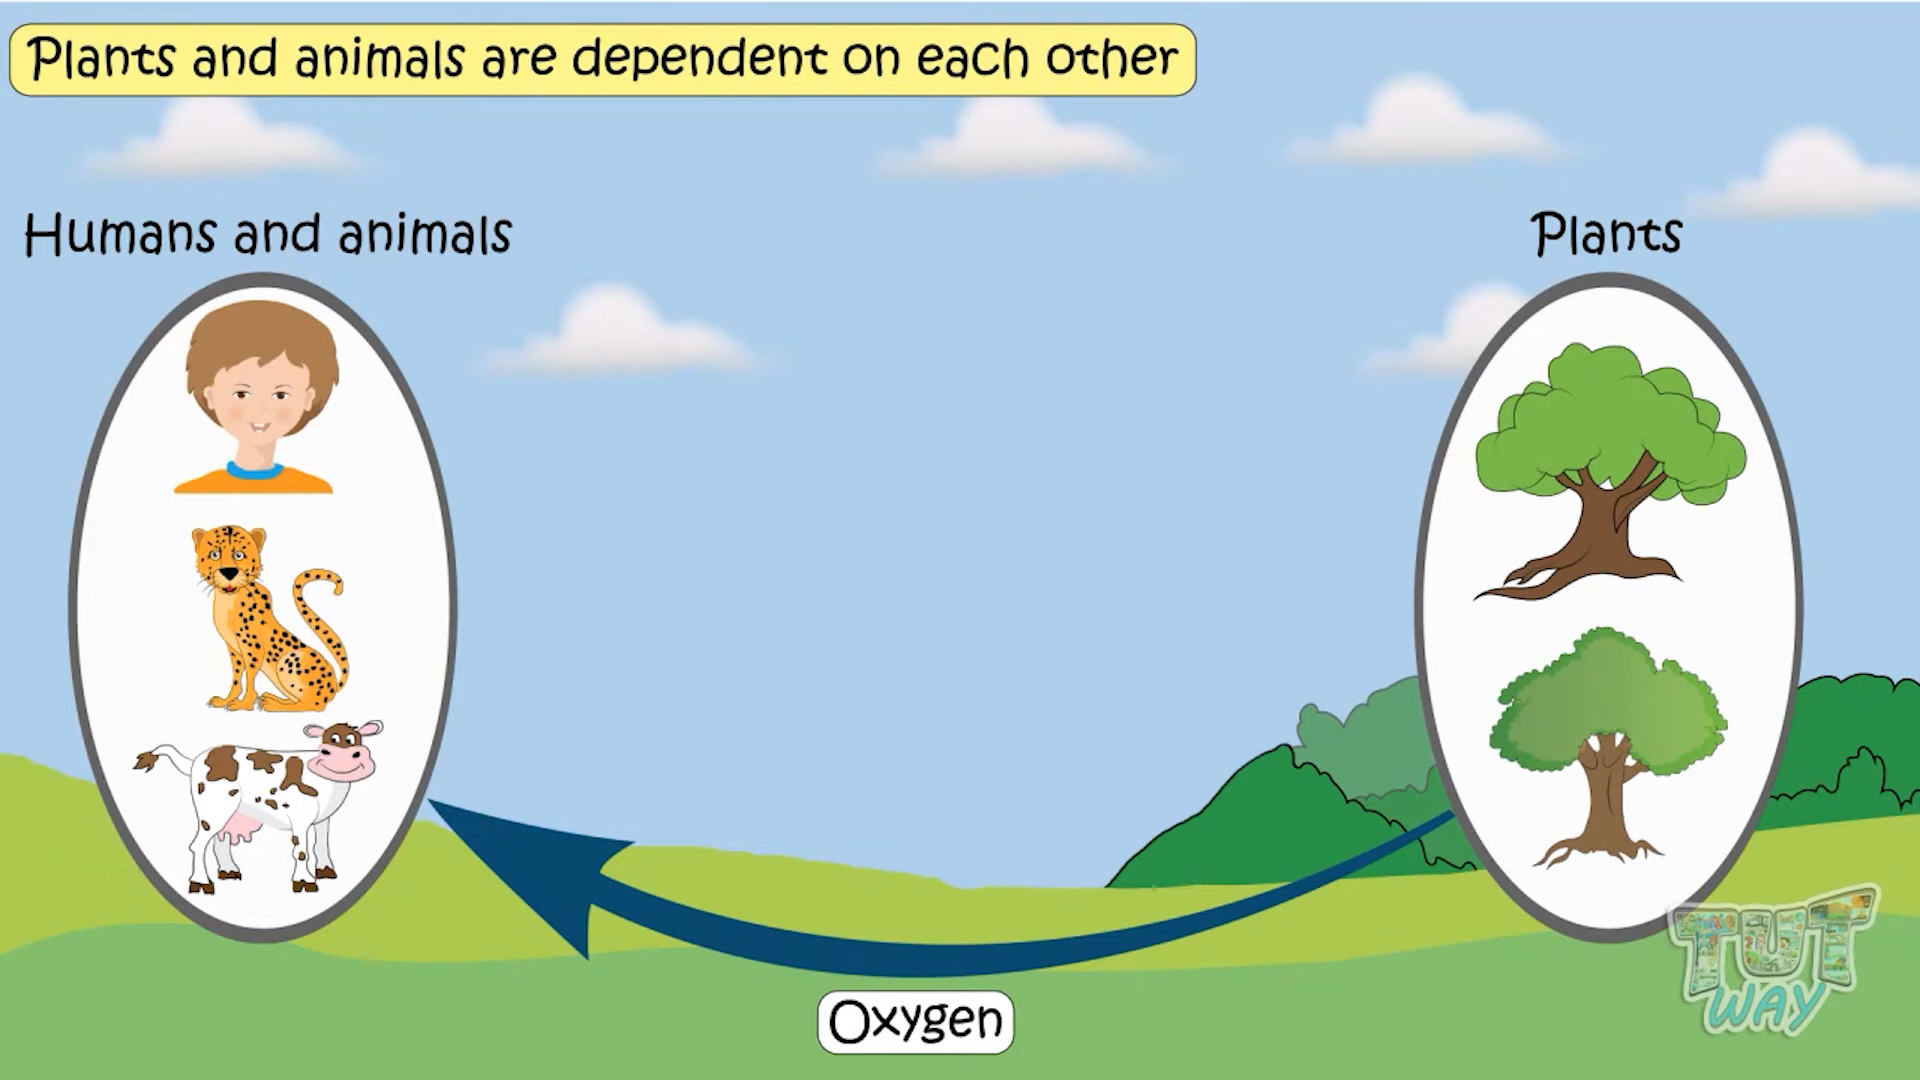 Plants and animals are dependent on each other
Humans and animals
Plants
Oxygen
TUT
WAY